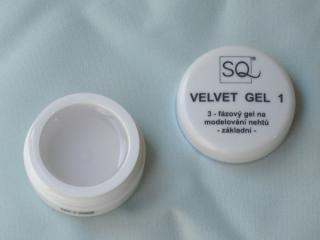 SQ
VELVET GEL 1
3 - fázový gel na
modelování nehtů
- základní -